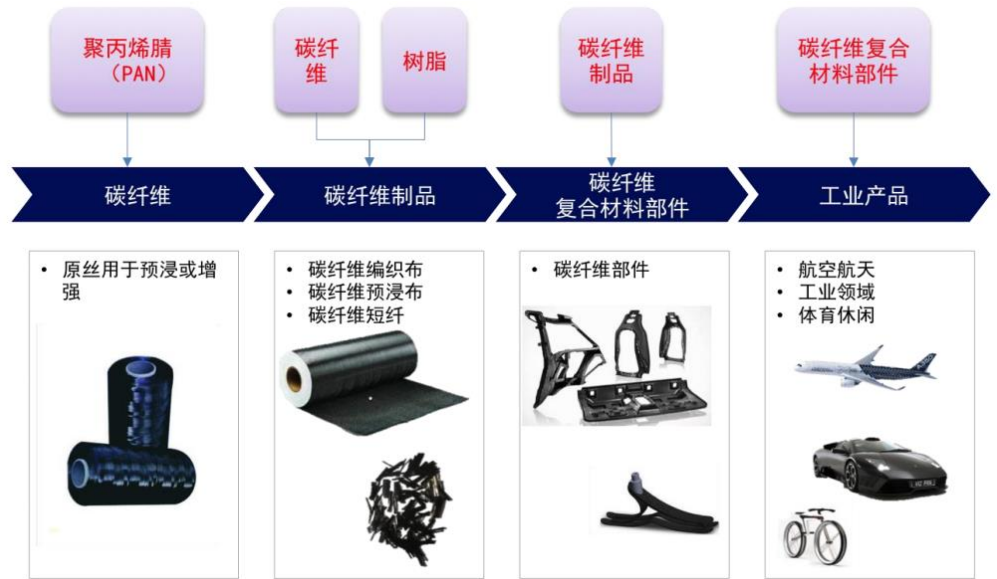 聚丙烯腈
（PAN）
碳纤
维
树脂
碳纤维
制品
碳纤维复合
材料部件
碳纤维
碳纤维制品
碳纤维
复合材料部件
工业产品
• 原丝用于预浸或增
强
• 碳纤维编织布
• 碳纤维预浸布
• 碳纤维短纤
• 碳纤维部件
• 航空航天
• 工业领域
• 体育休闲